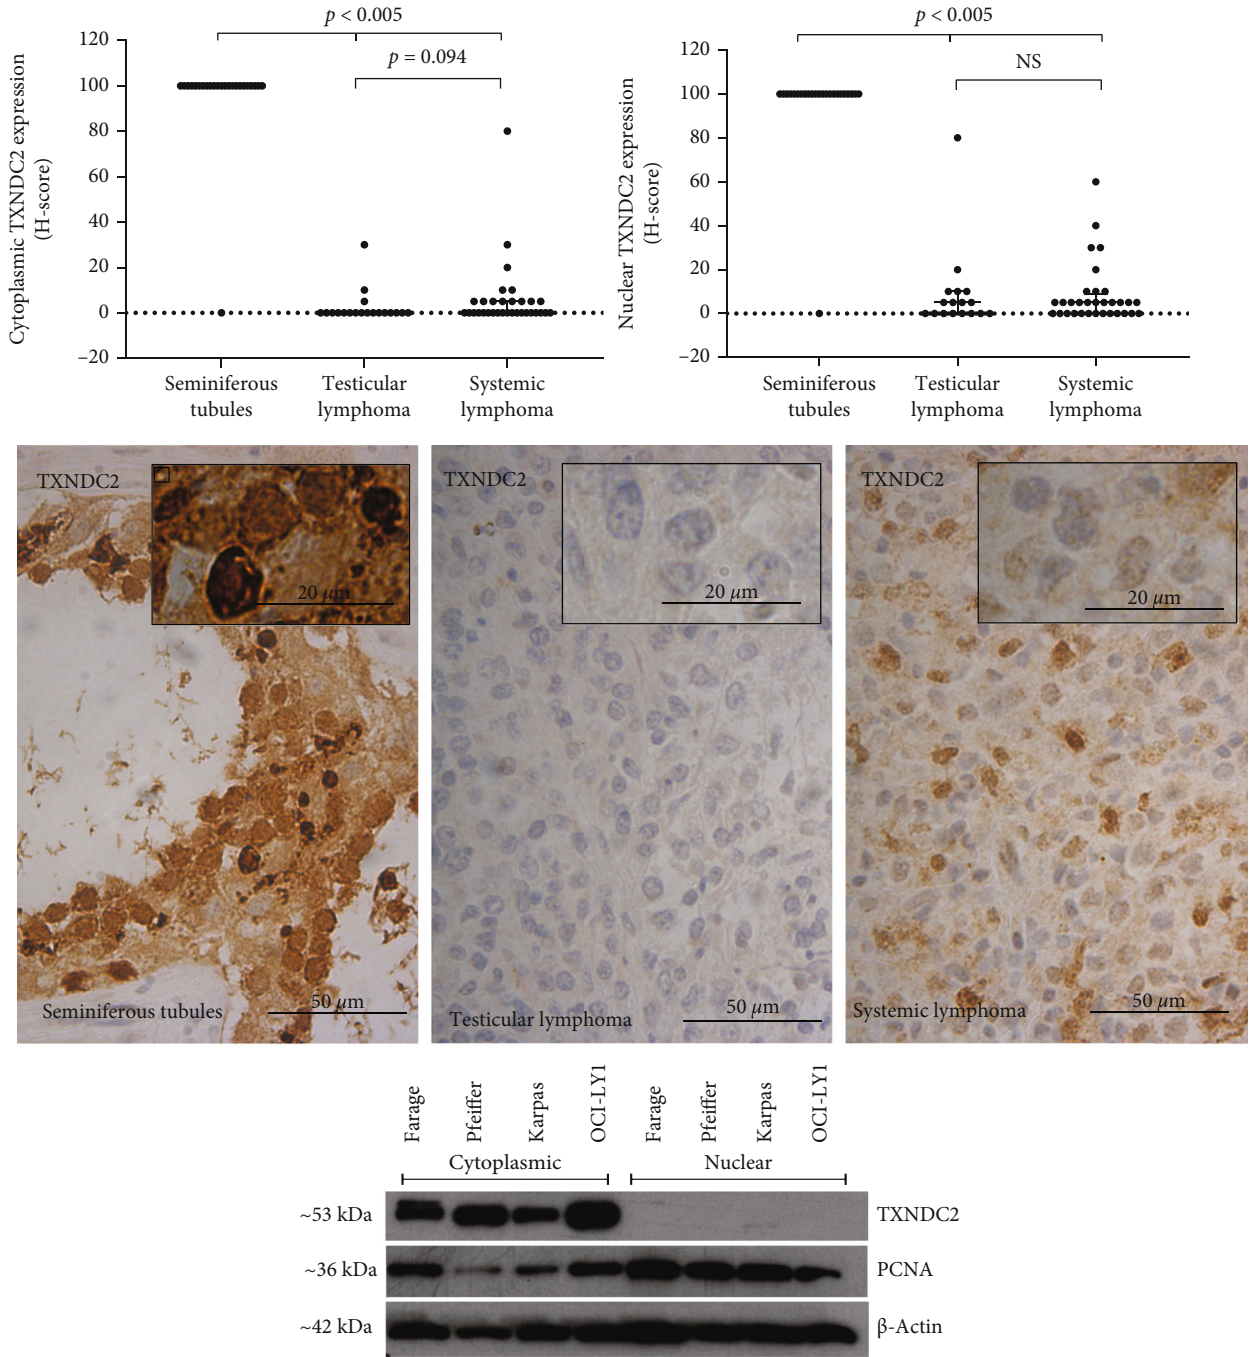 p < 0.005
p = 0.094
Cytoplasmic TXNDC2 expression
(H-score)
120
100
80
60
40
20
0
–20
Seminiferous
tubules
Testicular
lymphoma
Systemic
lymphoma
p < 0.005
NS
Nuclear TXNDC2 expression
(H-score)
120
100
80
60
40
20
0
–20
Seminiferous
tubules
Testicular
lymphoma
Systemic
lymphoma
TXNDC2
20 μm
Seminiferous tubules
50 μm
TXNDC2
20 μm
Testicular lymphoma
50 μm
TXNDC2
20 μm
Systemic lymphoma
50 μm
Farage
Pfeiffer
Karpas
OCI-LY1
Farage
Pfeiffer
Karpas
OCI-LY1
Cytoplasmic
Nuclear
~53 kDa
TXNDC2
~36 kDa
PCNA
~42 kDa
β-Actin